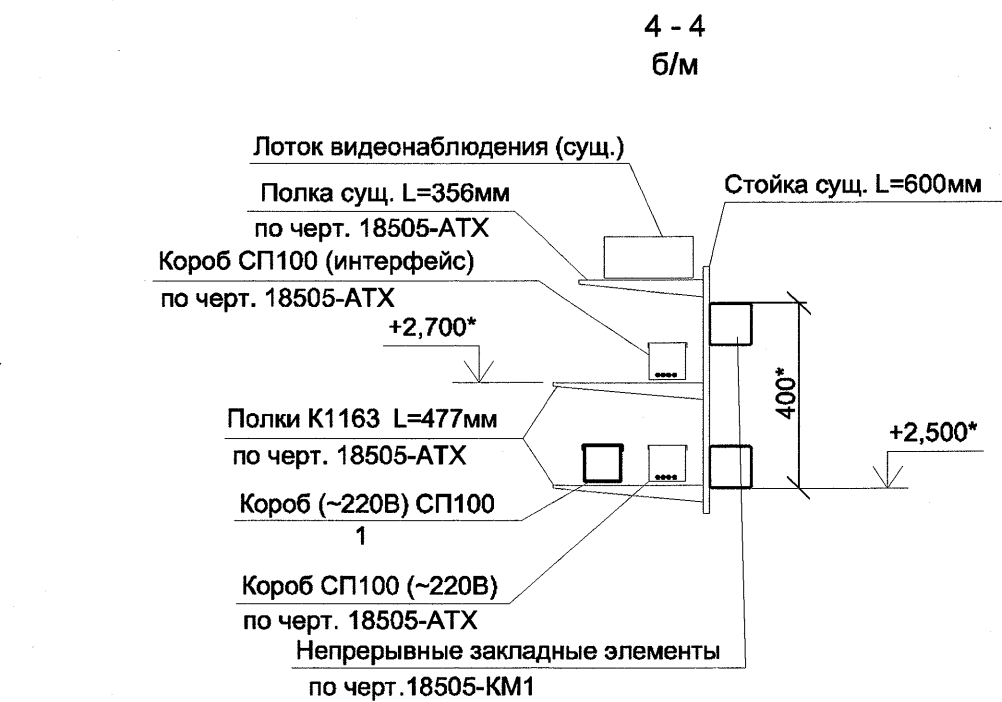 4 - 4
б/м
Лоток видеонаблюдения (сущ.)
Полка сущ. L=356мм
по черт. 18505-АТХ
Стойка сущ. L=600мм
Короб СП100 (интерфейс)
по черт. 18505-АТХ
+2,700*
400*
Полки К1163 L=477мм
по черт. 18505-АТХ
+2,500*
Короб (~220В) СП100
1
Короб СП100 (~220В)
по черт. 18505-АТХ
Непрерывные закладные элементы
по черт.18505-КМ1